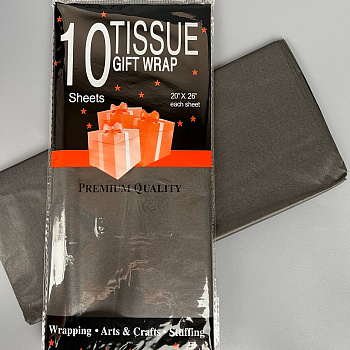 10 TISSUE
GIFT WRAP
Sheets
20" X 26"
each sheet
PREMIUM QUALITY
Wrapping • Arts & Crafts • Stuffing